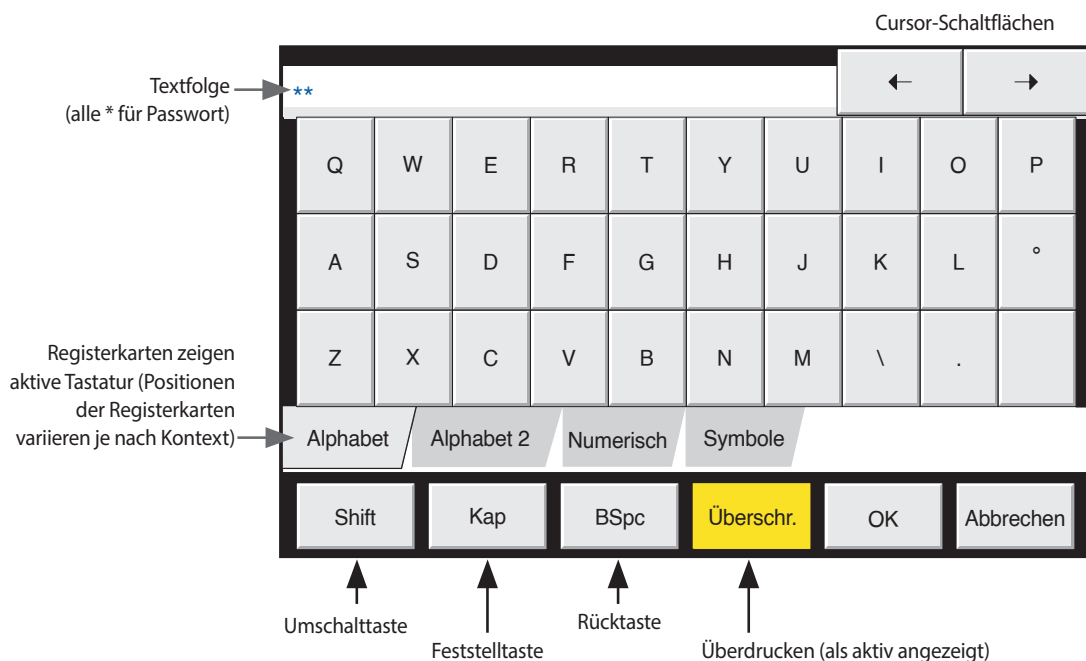 Cursor-Schaltflächen
Textfolge
(alle * für Passwort)
** ← →
Q W E R T Y U I O P
A S D F G H J K L °
Z X C V B N M \ .
Registerkarten zeigen
aktive Tastatur (Positionen
der Registerkarten
variieren je nach Kontext)
Alphabet Alphabet 2 Numerisch Symbole
Shift Kap BSpc Überschr. OK Abbrechen
Umschalttaste
Feststelltaste
Rücktaste
Überdrucken (als aktiv angezeigt)